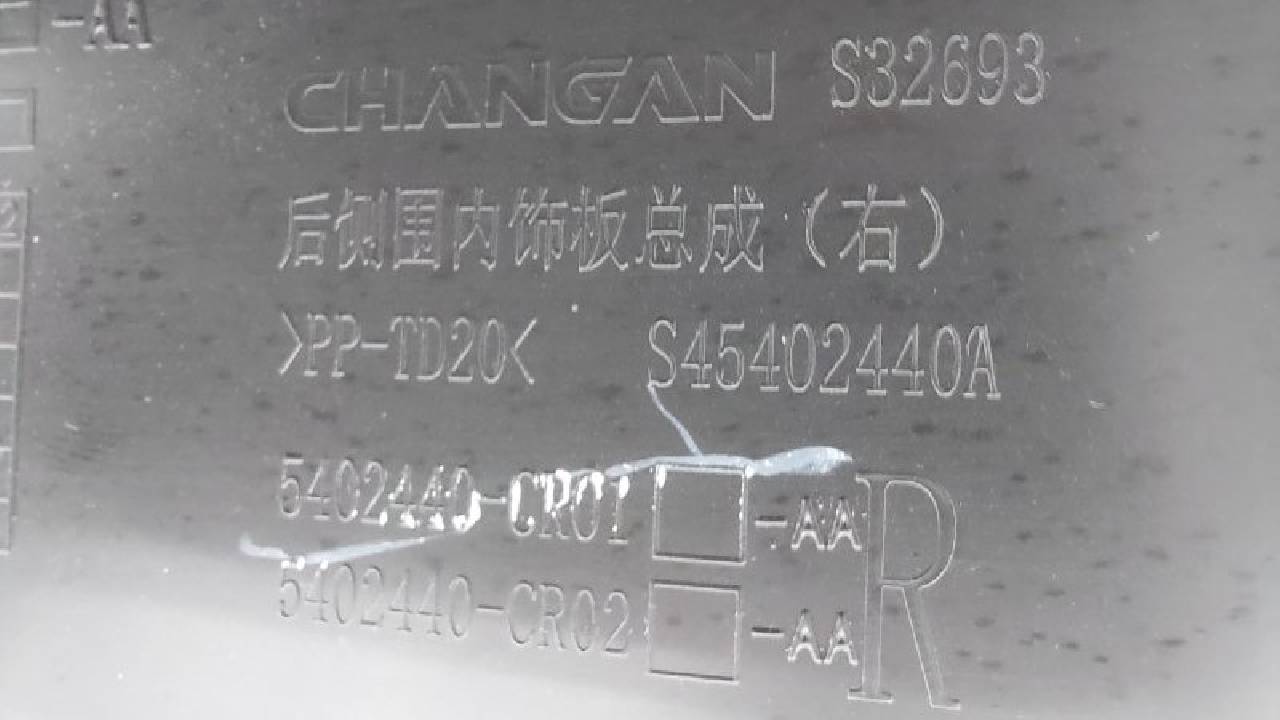 -AA
CHANGAN S32693
后侧围内饰板总成（右）
>PP-TD20< S45402440A
5402440-CR01□-AA
5402440-CR02□-AA
R